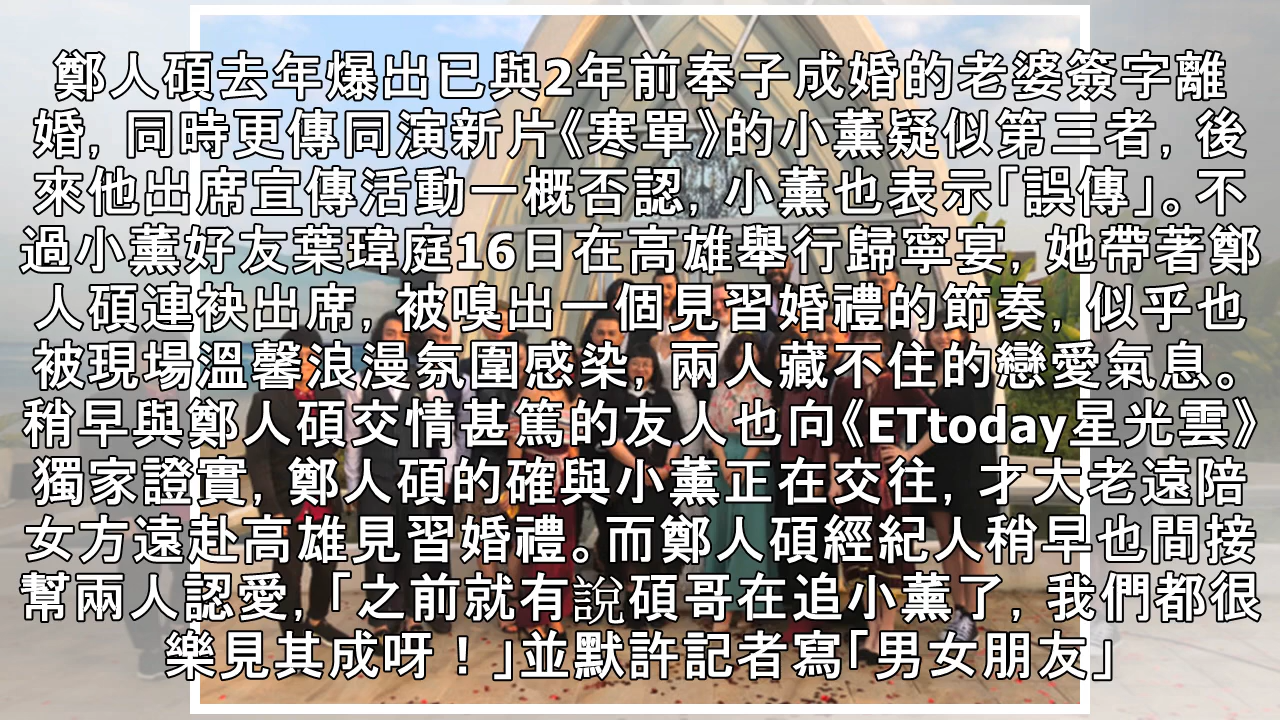 鄭人碩去年爆出已與2年前奉子成婚的老婆簽字離
婚, 同時更傳同演新片《寒單》的小薰疑似第三者, 後
來他出席宣傳活動一概否認, 小薰也表示「誤傳」。不
過小薰好友葉瑋庭16日在高雄舉行歸寧宴, 她帶著鄭
人碩連袂出席, 被嗅出一個見習婚禮的節奏, 似乎也
被現場溫馨浪漫氛圍感染, 兩人藏不住的戀愛氣息。
稍早與鄭人碩交情甚篤的友人也向《ETtoday星光雲》
獨家證實, 鄭人碩的確與小薰正在交往, 才大老遠陪
女方遠赴高雄見習婚禮。而鄭人碩經紀人稍早也間接
幫兩人認愛,「之前就有說碩哥在追小薰了, 我們都很
樂見其成呀！」並默許記者寫「男女朋友」